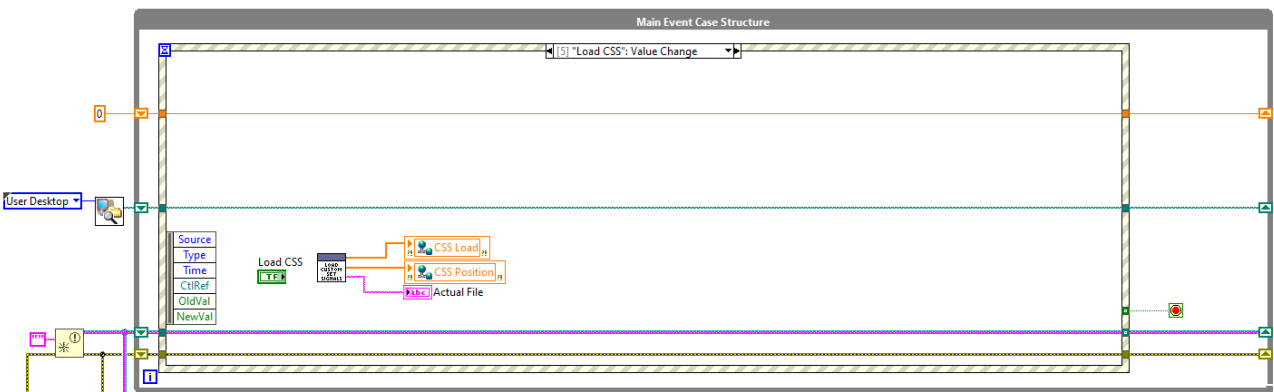 Main Event Case Structure
[5] "Load CSS": Value Change
0
User Desktop
Source
Type
Time
CtlRef
OldVal
NewVal
Load CSS
TF
LOAD
CUSTOM
SET
SIGNALS
CSS Load
CSS Position
abc
Actual File
i